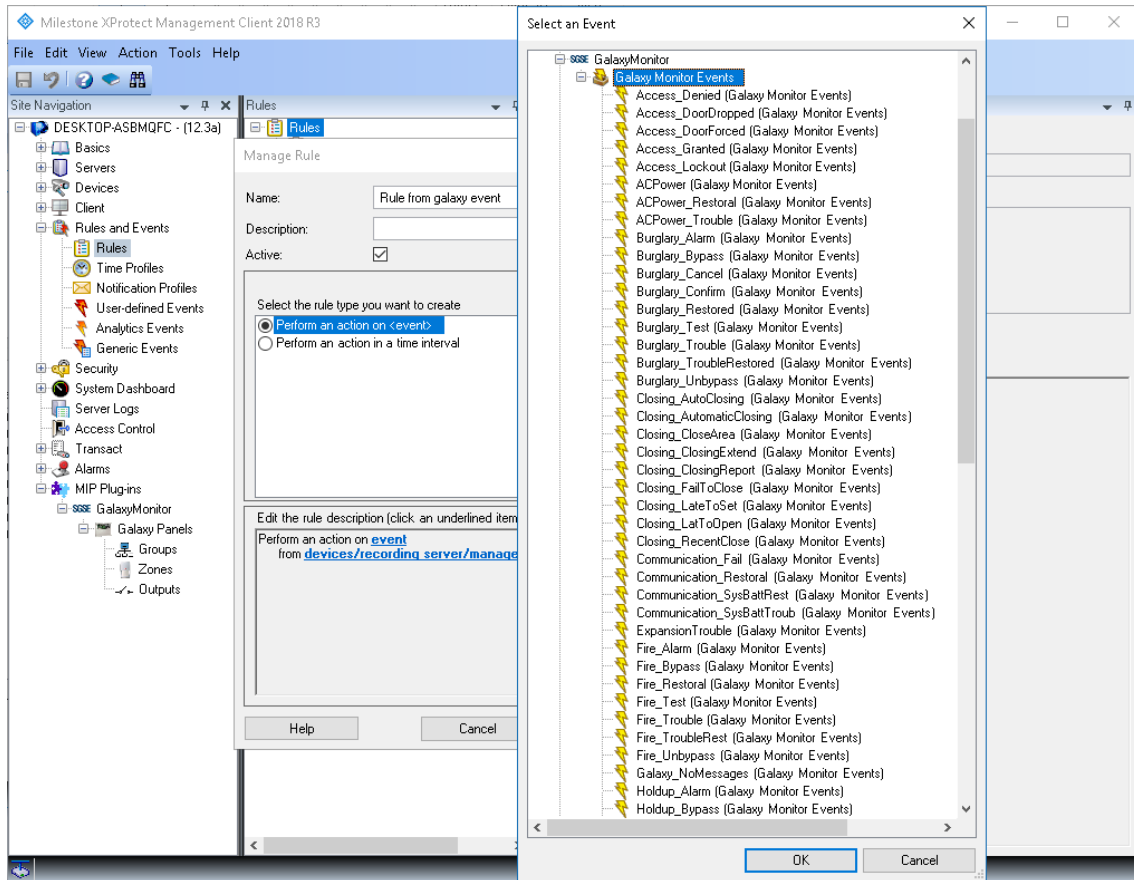 Milestone XProtect Management Client 2018 R3
File Edit View Action Tools Help
Site Navigation
DESKTOP-ASBMQFC - (12.3a)
Basics
Servers
Devices
Client
Rules and Events
Rules
Time Profiles
Notification Profiles
User-defined Events
Analytics Events
Generic Events
Security
System Dashboard
Server Logs
Access Control
Transact
Alarms
MIP Plug-ins
SGSE GalaxyMonitor
Galaxy Panels
Groups
Zones
Outputs
Rules
Rules
Manage Rule
Name: Rule from galaxy event
Description:
Active:
Select the rule type you want to create
Perform an action on <event>
Perform an action in a time interval
Edit the rule description (click an underlined item
Perform an action on event
from devices/recording server/manage
Help Cancel
Select an Event
SGSE GalaxyMonitor
Galaxy Monitor Events
Access_Denied (Galaxy Monitor Events)
Access_DoorDropped (Galaxy Monitor Events)
Access_DoorForced (Galaxy Monitor Events)
Access_Granted (Galaxy Monitor Events)
Access_Lockout (Galaxy Monitor Events)
ACPower (Galaxy Monitor Events)
ACPower_Restoral (Galaxy Monitor Events)
ACPower_Trouble (Galaxy Monitor Events)
Burglary_Alarm (Galaxy Monitor Events)
Burglary_Bypass (Galaxy Monitor Events)
Burglary_Cancel (Galaxy Monitor Events)
Burglary_Confirm (Galaxy Monitor Events)
Burglary_Restored (Galaxy Monitor Events)
Burglary_Test (Galaxy Monitor Events)
Burglary_Trouble (Galaxy Monitor Events)
Burglary_TroubleRestored (Galaxy Monitor Events)
Burglary_Unbypass (Galaxy Monitor Events)
Closing_AutoClosing (Galaxy Monitor Events)
Closing_AutomaticClosing (Galaxy Monitor Events)
Closing_CloseArea (Galaxy Monitor Events)
Closing_ClosingExtend (Galaxy Monitor Events)
Closing_ClosingReport (Galaxy Monitor Events)
Closing_FailToClose (Galaxy Monitor Events)
Closing_LateToSet (Galaxy Monitor Events)
Closing_LatToOpen (Galaxy Monitor Events)
Closing_RecentClose (Galaxy Monitor Events)
Communication_Fail (Galaxy Monitor Events)
Communication_Restoral (Galaxy Monitor Events)
Communication_SysBattRest (Galaxy Monitor Events)
Communication_SysBattTroub (Galaxy Monitor Events)
ExpansionTrouble (Galaxy Monitor Events)
Fire_Alarm (Galaxy Monitor Events)
Fire_Bypass (Galaxy Monitor Events)
Fire_Restoral (Galaxy Monitor Events)
Fire_Test (Galaxy Monitor Events)
Fire_Trouble (Galaxy Monitor Events)
Fire_TroubleRest (Galaxy Monitor Events)
Fire_Unbypass (Galaxy Monitor Events)
Galaxy_NoMessages (Galaxy Monitor Events)
Holdup_Alarm (Galaxy Monitor Events)
Holdup_Bypass (Galaxy Monitor Events)
OK Cancel